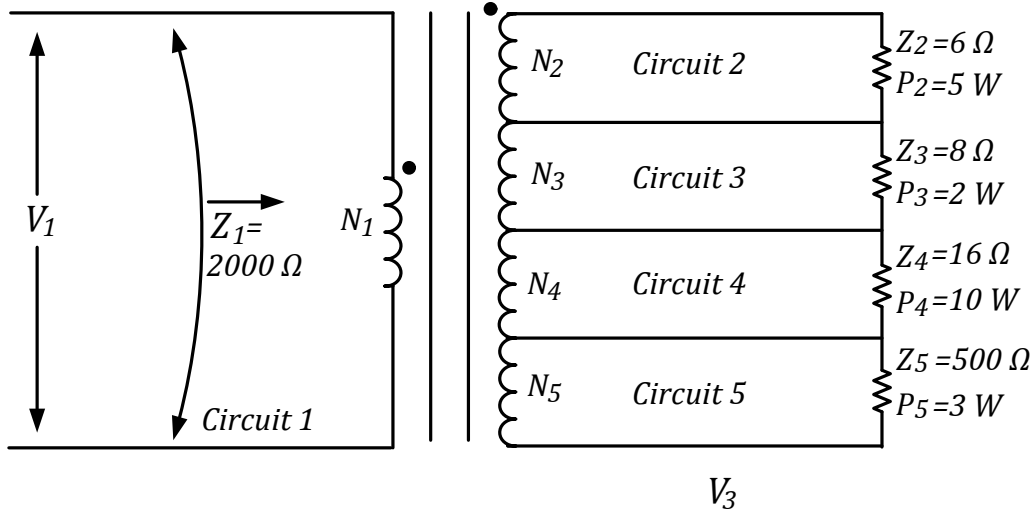 V1
Z1=
2000 Ω
N1
Circuit 1
N2
Circuit 2
Z2=6 Ω
P2=5 W
N3
Circuit 3
Z3=8 Ω
P3=2 W
N4
Circuit 4
Z4=16 Ω
P4=10 W
N5
Circuit 5
Z5=500 Ω
P5=3 W
V3